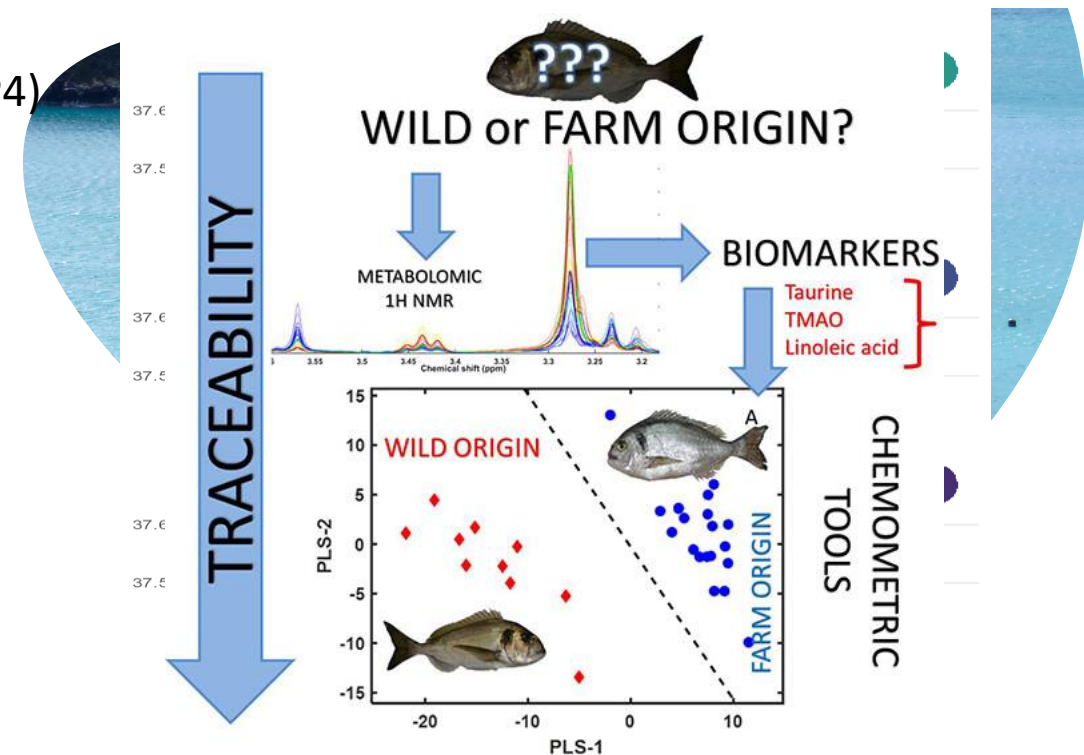 4)
???
WILD or FARM ORIGIN?
TRACEABILITY
METABOLOMIC
1H NMR
BIOMARKERS
Taurine
TMAO
Linoleic acid
3.55
3.5
3.45
3.4
3.35
3.3
3.25
3.2
Chemical shift (ppm)
37.6
37.5
37.6
37.5
37.6
37.5
WILD ORIGIN
A
FARM ORIGIN
CHEMOMETRIC
TOOLS
PLS-2
15
10
5
0
-5
-10
-15
-20
-10
0
10
PLS-1